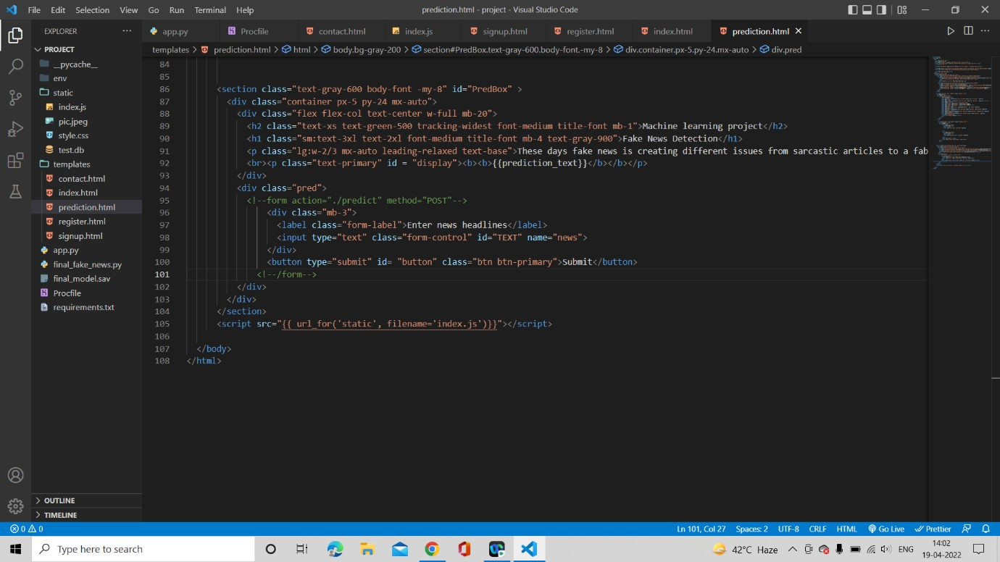 File Edit Selection View Go Run Terminal Help prediction.html - project - Visual Studio Code
EXPLORER ··· app.py Procfile contact.html index.js signup.html register.html index.html prediction.html ···
PROJECT
templates > prediction.html > html > body.bg-gray-200 > section#PredBox.text-gray-600.body-font.-my-8 > div.container.px-5.py-24.mx-auto > div.pred
__pycache__
env
static
index.js
pic.jpeg
style.css
test.db
templates
contact.html
index.html
prediction.html
register.html
signup.html
app.py
final_fake_news.py
final_model.sav
Procfile
requirements.txt
OUTLINE
TIMELINE
84
85
86 <section class="text-gray-600 body-font -my-8" id="PredBox" >
87 <div class="container px-5 py-24 mx-auto">
88 <div class="flex flex-col text-center w-full mb-20">
89 <h2 class="text-xs text-green-500 tracking-widest font-medium title-font mb-1">Machine learning project</h2>
90 <h1 class="sm:text-3xl text-2xl font-medium title-font mb-4 text-gray-900">Fake News Detection</h1>
91 <p class="lg:w-2/3 mx-auto leading-relaxed text-base">These days fake news is creating different issues from sarcastic articles to a fab
92 <br><p class="text-primary" id = "display"><b><b>{{prediction_text}}</b></b></p>
93 </div>
94 <div class="pred">
95 <!--form action="./predict" method="POST"-->
96 <div class="mb-3">
97 <label class="form-label">Enter news headlines</label>
98 <input type="text" class="form-control" id="TEXT" name="news">
99 </div>
100 <button type="submit" id= "button" class="btn btn-primary">Submit</button>
101 <!--/form-->
102 </div>
103 </div>
104 </section>
105 <script src="{{ url_for('static', filename='index.js')}}"></script>
106
107 </body>
108 </html>
0 0 Ln 101, Col 27 Spaces: 2 UTF-8 CRLF HTML Go Live Prettier
Type here to search 42°C Haze ENG 14:02
19-04-2022